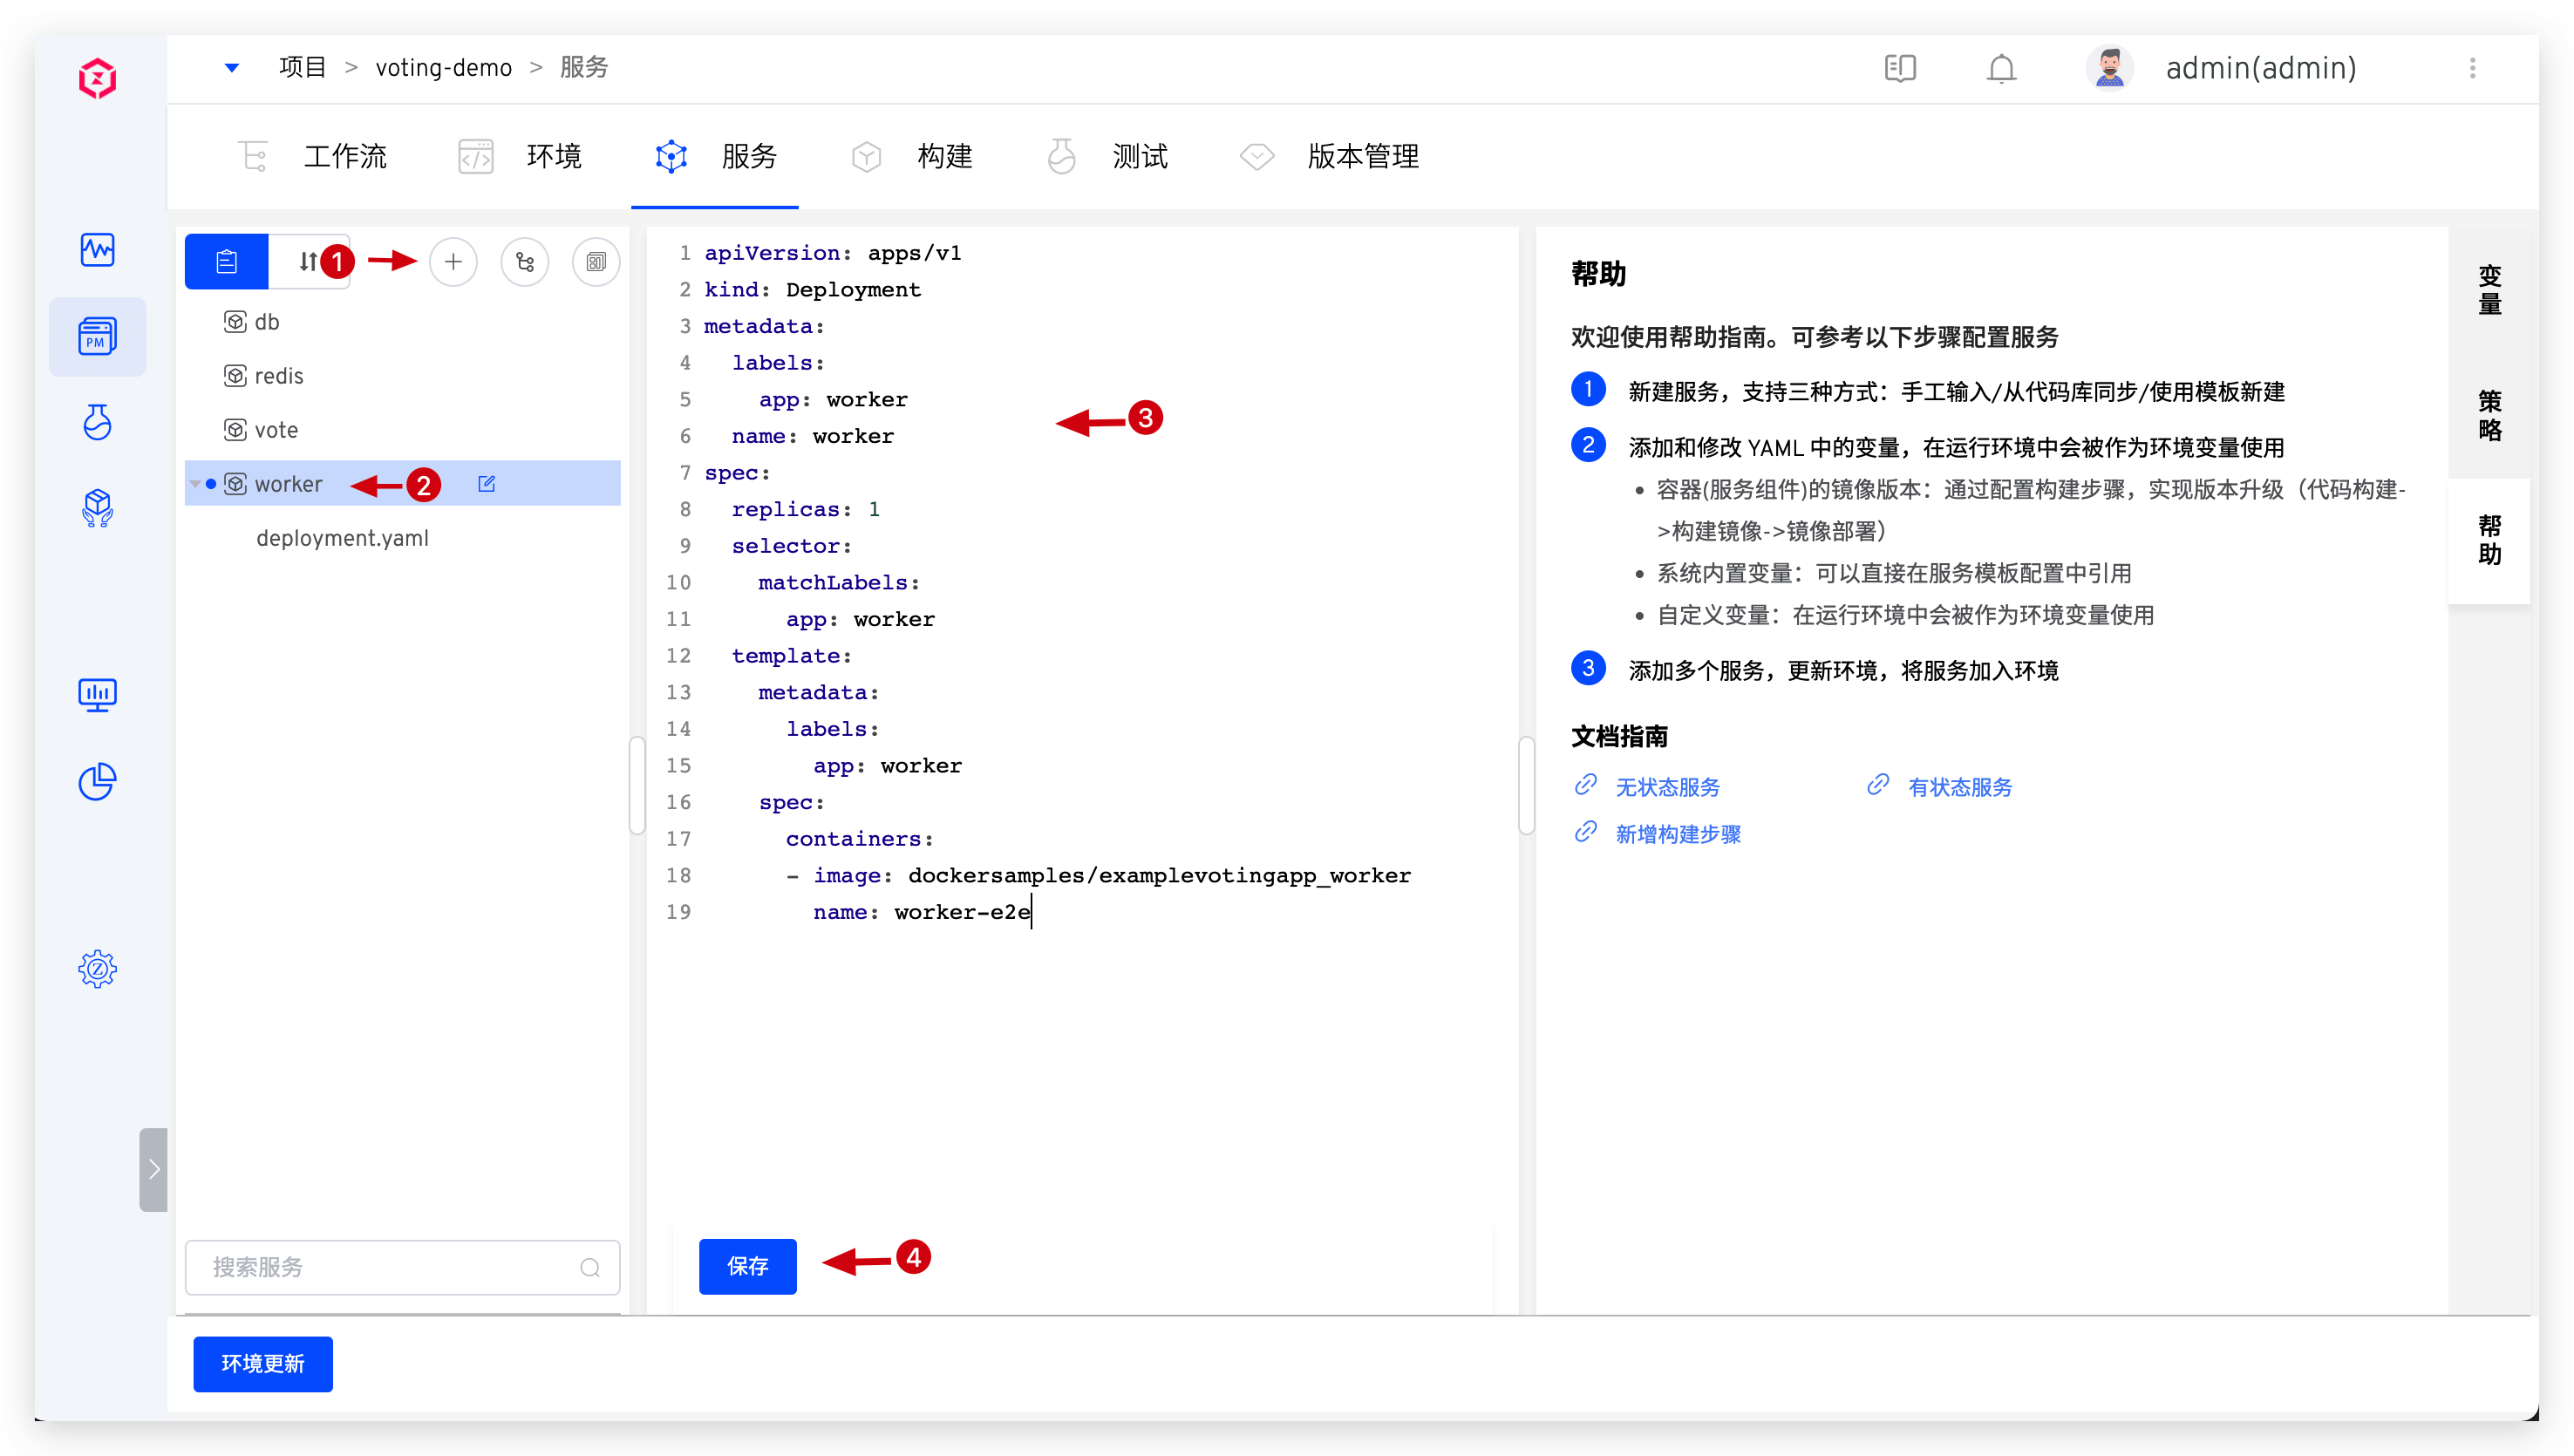 项目 > voting-demo > 服务
admin(admin)
工作流 环境 服务 构建 测试 版本管理
PM
1
db
redis
vote
worker
2
deployment.yaml
搜索服务
1 apiVersion: apps/v1
2 kind: Deployment
3 metadata:
4 labels:
5 app: worker
6 name: worker
7 spec:
8 replicas: 1
9 selector:
10 matchLabels:
11 app: worker
12 template:
13 metadata:
14 labels:
15 app: worker
16 spec:
17 containers:
18 - image: dockersamples/examplevotingapp_worker
19 name: worker-e2e
3
保存
4
帮助
欢迎使用帮助指南。可参考以下步骤配置服务
1 新建服务，支持三种方式：手工输入/从代码库同步/使用模板新建
2 添加和修改 YAML 中的变量，在运行环境中会被作为环境变量使用
• 容器(服务组件)的镜像版本：通过配置构建步骤，实现版本升级（代码构建-
>构建镜像->镜像部署）
• 系统内置变量：可以直接在服务模板配置中引用
• 自定义变量：在运行环境中会被作为环境变量使用
3 添加多个服务，更新环境，将服务加入环境
文档指南
无状态服务 有状态服务
新增构建步骤
变量
策略
帮助
环境更新